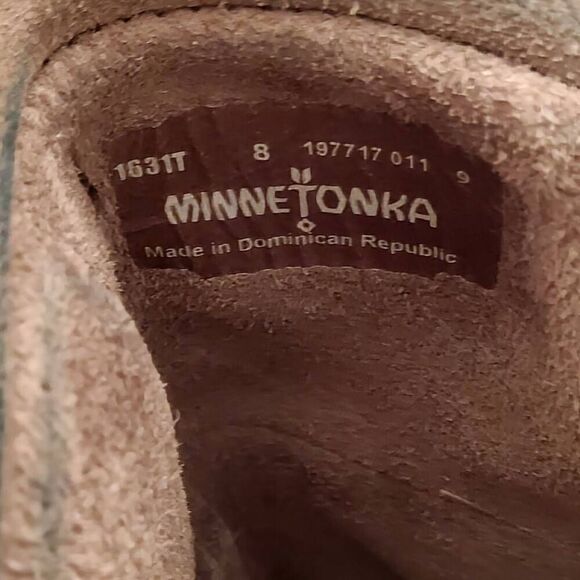 1631T 8 197717 011 9
MINNETONKA
Made in Dominican Republic